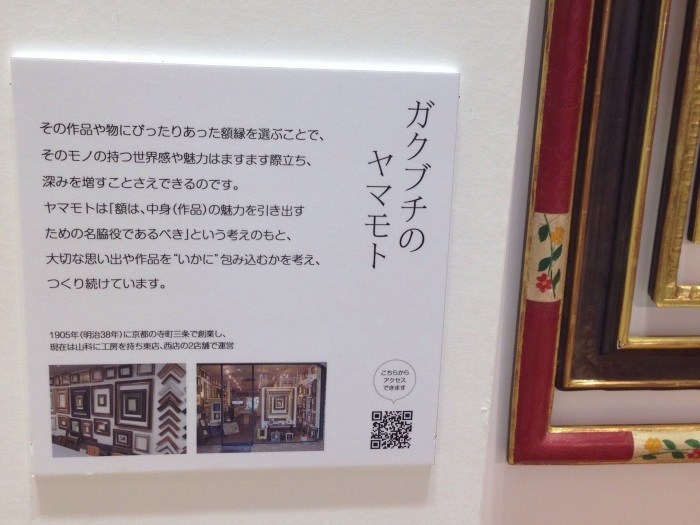 ガクブチの
ヤマモト
その作品や物にぴったりあった額縁を選ぶことで、
そのモノの持つ世界感や魅力はますます際立ち、
深みを増すことさえできるのです。
ヤマモトは「額は、中身(作品)の魅力を引き出す
ための名脇役であるべき」という考えのもと、
大切な思い出や作品を“いかに”包み込むかを考え、
つくり続けています。
1905年(明治38年)に京都の寺町三条で創業し、
現在は山科に工房を持ち東店、西店の2店舗で運営
こちらから
アクセス
できます